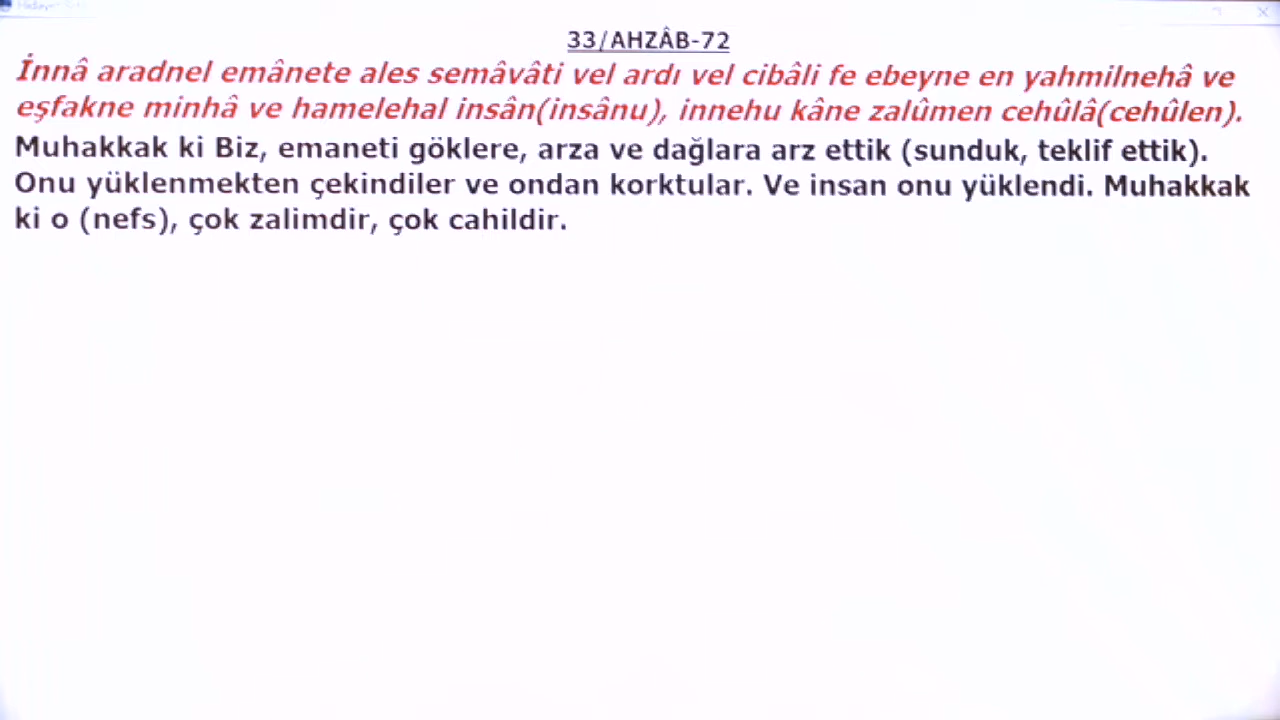 33/AHZÂB-72
İnnâ aradnel emânete ales semâvâti vel ardı vel cibâli fe ebeyne en yahmilnehâ ve
eşfakne minhâ ve hamelehal insân(insânu), innehu kâne zalûmen cehûlâ(cehûlen).
Muhakkak ki Biz, emaneti göklere, arza ve dağlara arz ettik (sunduk, teklif ettik).
Onu yüklenmekten çekindiler ve ondan korktular. Ve insan onu yüklendi. Muhakkak
ki o (nefs), çok zalimdir, çok cahildir.